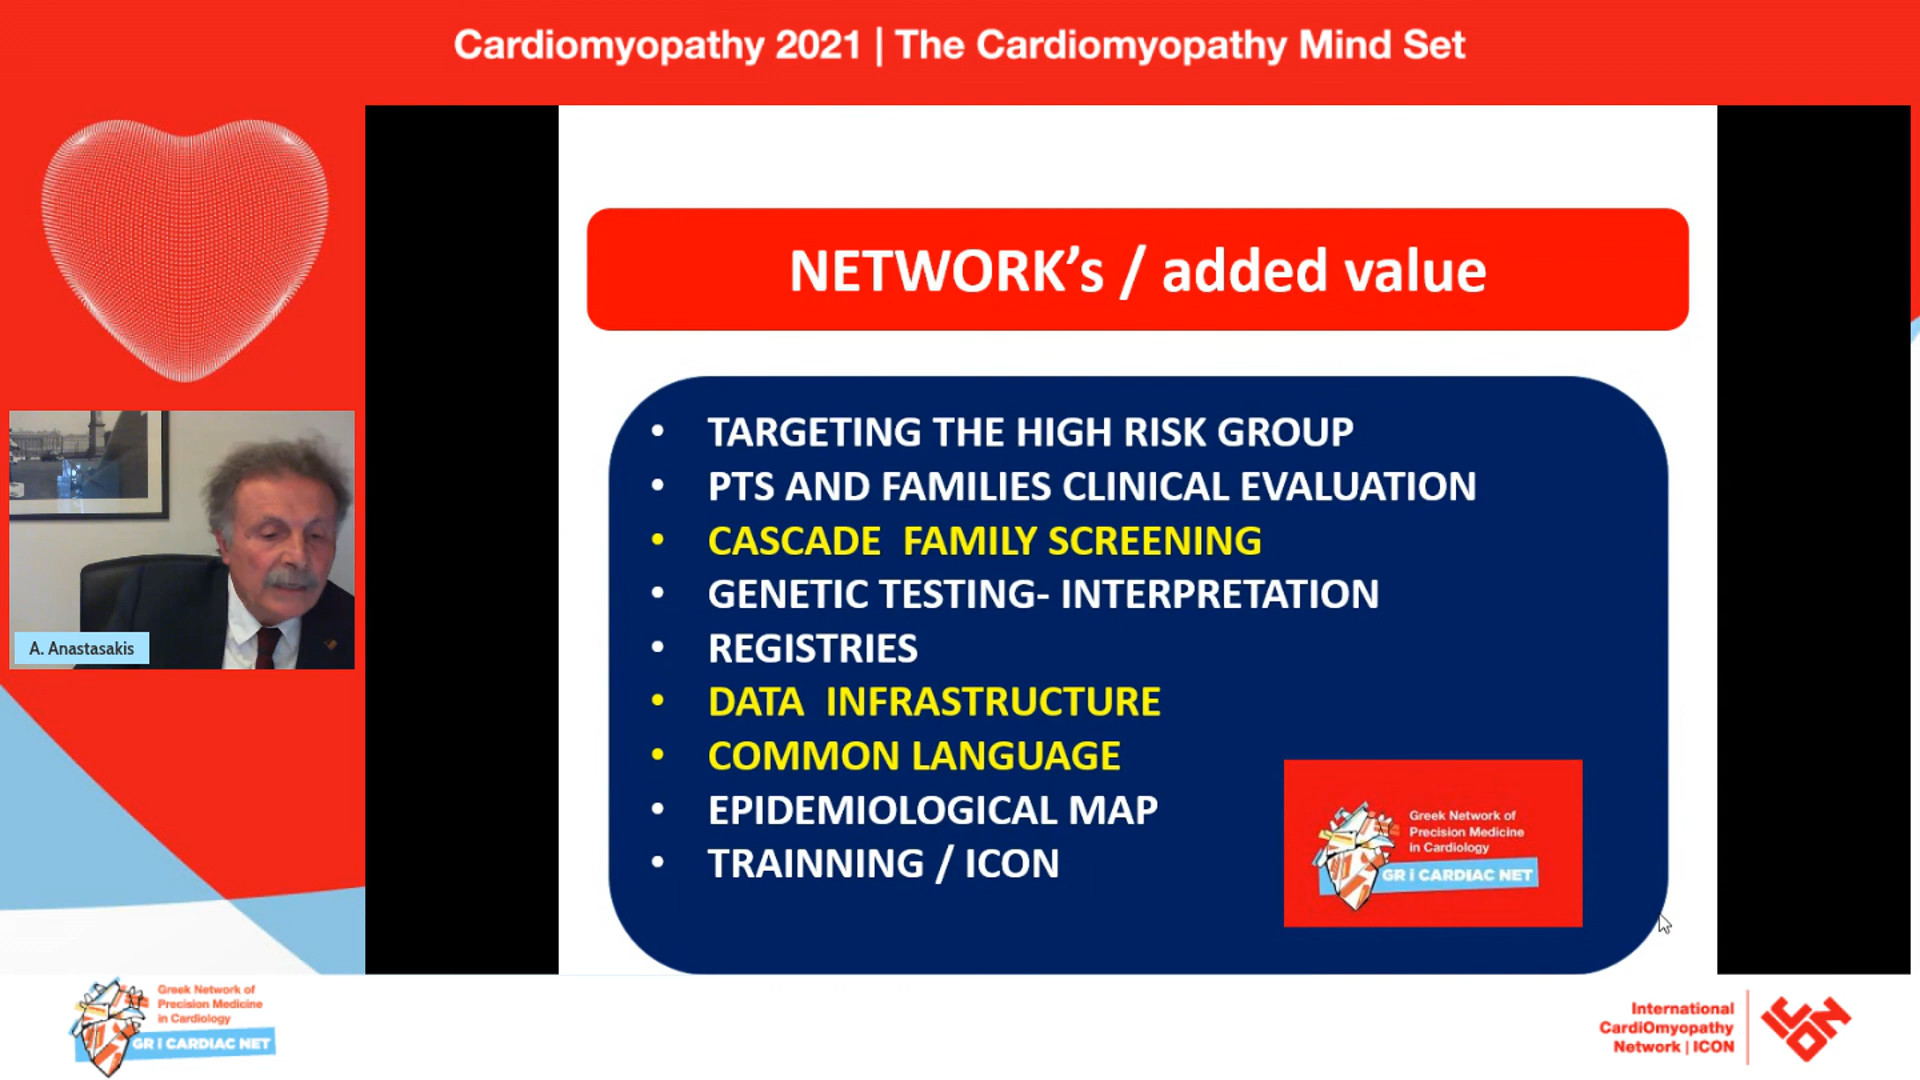 Cardiomyopathy 2021 | The Cardiomyopathy Mind Set
NETWORK’s / added value
• TARGETING THE HIGH RISK GROUP
• PTS AND FAMILIES CLINICAL EVALUATION
• CASCADE  FAMILY SCREENING
• GENETIC TESTING- INTERPRETATION
• REGISTRIES
• DATA  INFRASTRUCTURE
• COMMON LANGUAGE
• EPIDEMIOLOGICAL MAP
• TRAINNING / ICON
Greek Network of
Precision Medicine
in Cardiology
GR i CARDIAC NET
A. Anastasakis
Greek Network of
Precision Medicine
in Cardiology
GR i CARDIAC NET
International
CardiOmyopathy
Network | ICON
ICON